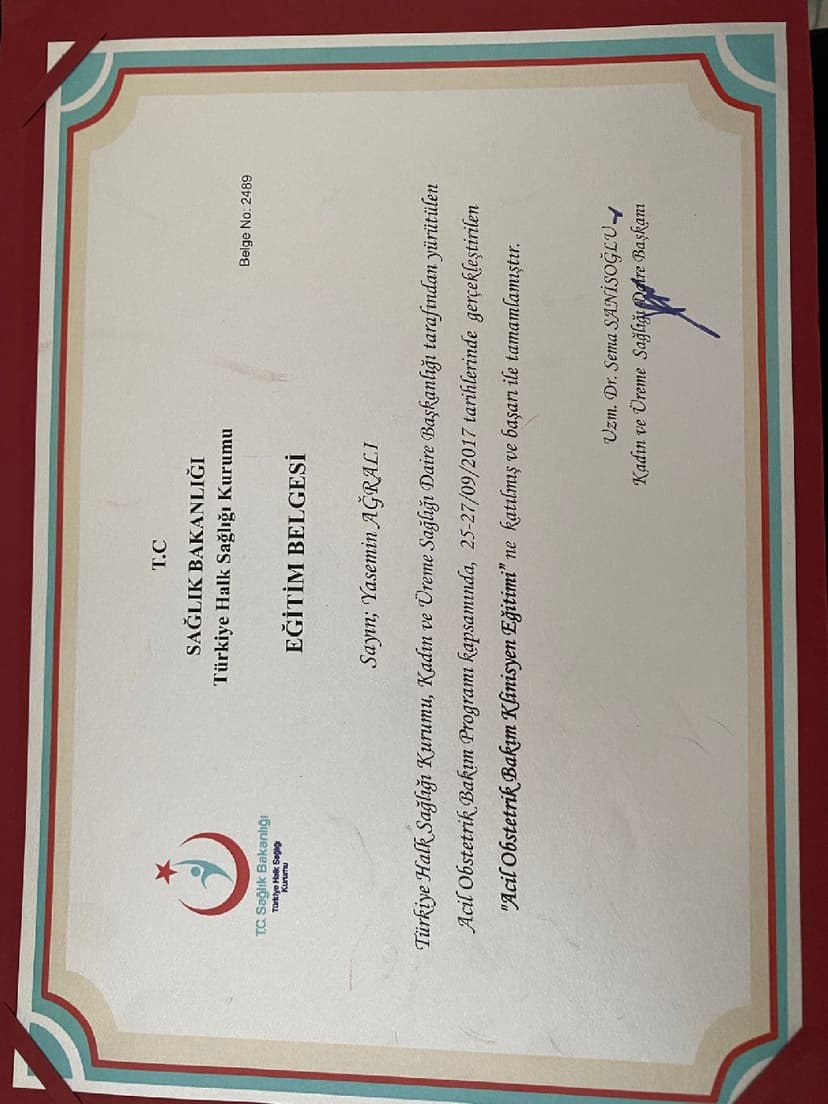 T.C
SAĞLIK BAKANLIĞI
Türkiye Halk Sağlığı Kurumu
Belge No: 2489
T.C. Sağlık Bakanlığı
Türkiye Halk Sağlığı
Kurumu
EĞİTİM BELGESİ
Sayın; Yasemin AĞRALI
Türkiye Halk Sağlığı Kurumu, Kadın ve Üreme Sağlığı Daire Başkanlığı tarafından yürütülen
Acil Obstetrik Bakım Programı kapsamında, 25-27/09/2017 tarihlerinde gerçekleştirilen
"Acil Obstetrik Bakım Klinisyen Eğitimi" ne katılmış ve başarı ile tamamlamıştır.
Uzm. Dr. Sema SANİSOĞLU
Kadın ve Üreme Sağlığı Daire Başkanı